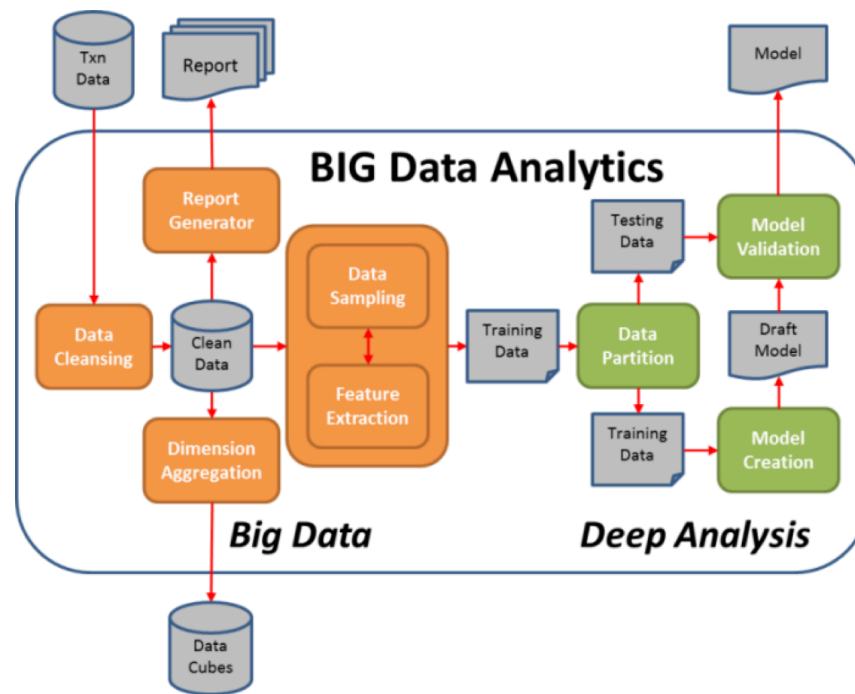 Txn
Data
Report
Model
BIG Data Analytics
Report
Generator
Testing
Data
Model
Validation
Data
Sampling
Data
Cleansing
Clean
Data
Training
Data
Data
Partition
Draft
Model
Feature
Extraction
Dimension
Aggregation
Training
Data
Model
Creation
Big Data
Deep Analysis
Data
Cubes